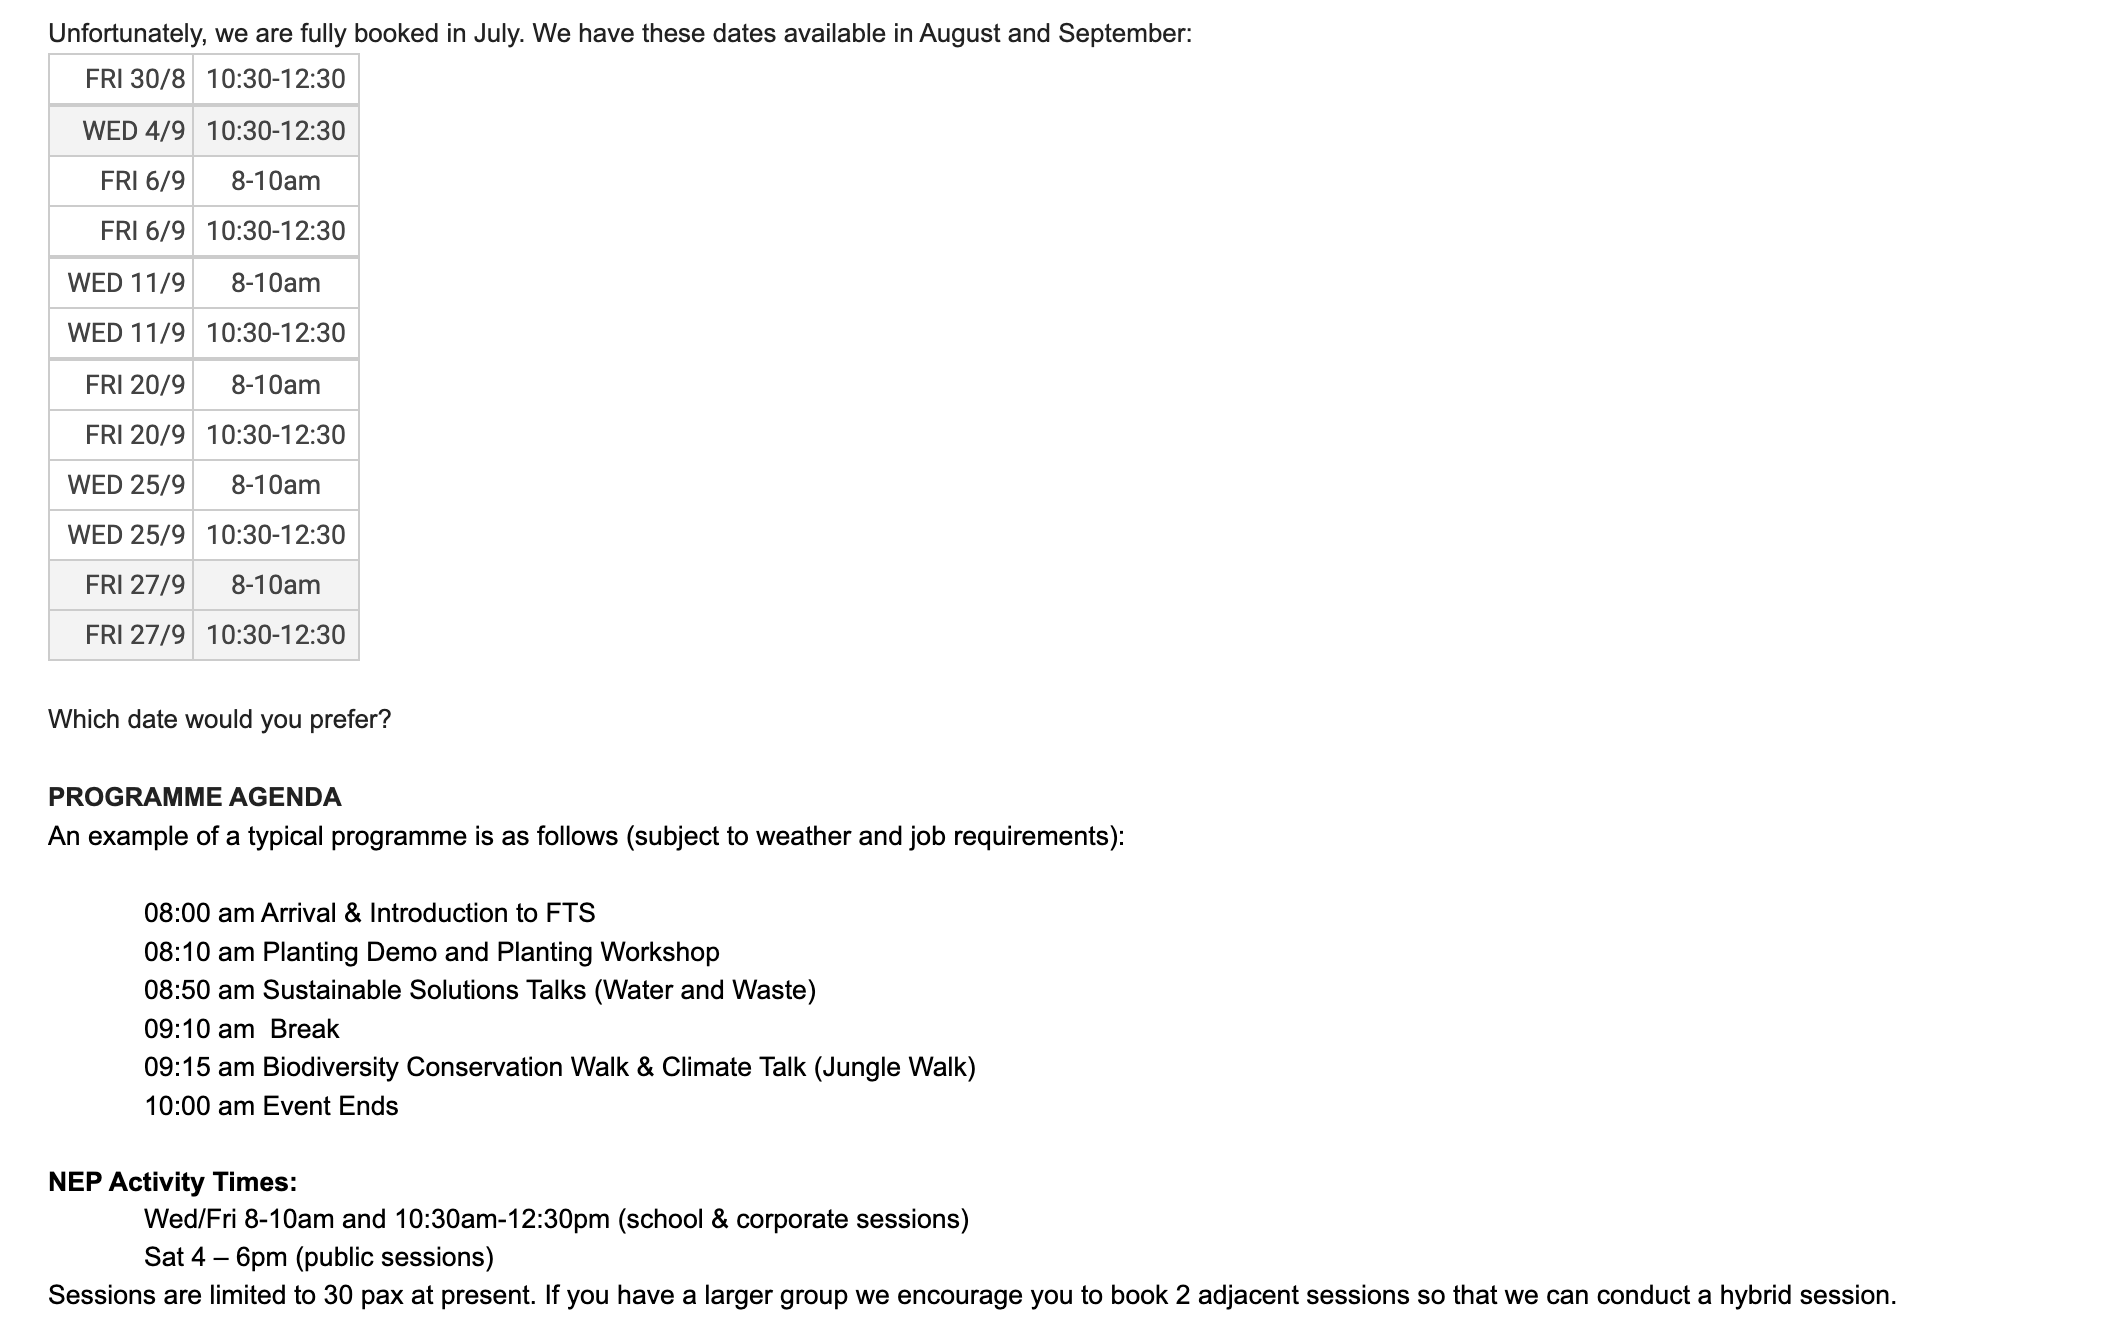 Unfortunately, we are fully booked in July. We have these dates available in August and September:
FRI 30/8 10:30-12:30
WED 4/9 10:30-12:30
FRI 6/9 8-10am
FRI 6/9 10:30-12:30
WED 11/9 8-10am
WED 11/9 10:30-12:30
FRI 20/9 8-10am
FRI 20/9 10:30-12:30
WED 25/9 8-10am
WED 25/9 10:30-12:30
FRI 27/9 8-10am
FRI 27/9 10:30-12:30
Which date would you prefer?
PROGRAMME AGENDA
An example of a typical programme is as follows (subject to weather and job requirements):
08:00 am Arrival & Introduction to FTS
08:10 am Planting Demo and Planting Workshop
08:50 am Sustainable Solutions Talks (Water and Waste)
09:10 am  Break
09:15 am Biodiversity Conservation Walk & Climate Talk (Jungle Walk)
10:00 am Event Ends
NEP Activity Times:
Wed/Fri 8-10am and 10:30am-12:30pm (school & corporate sessions)
Sat 4 – 6pm (public sessions)
Sessions are limited to 30 pax at present. If you have a larger group we encourage you to book 2 adjacent sessions so that we can conduct a hybrid session.